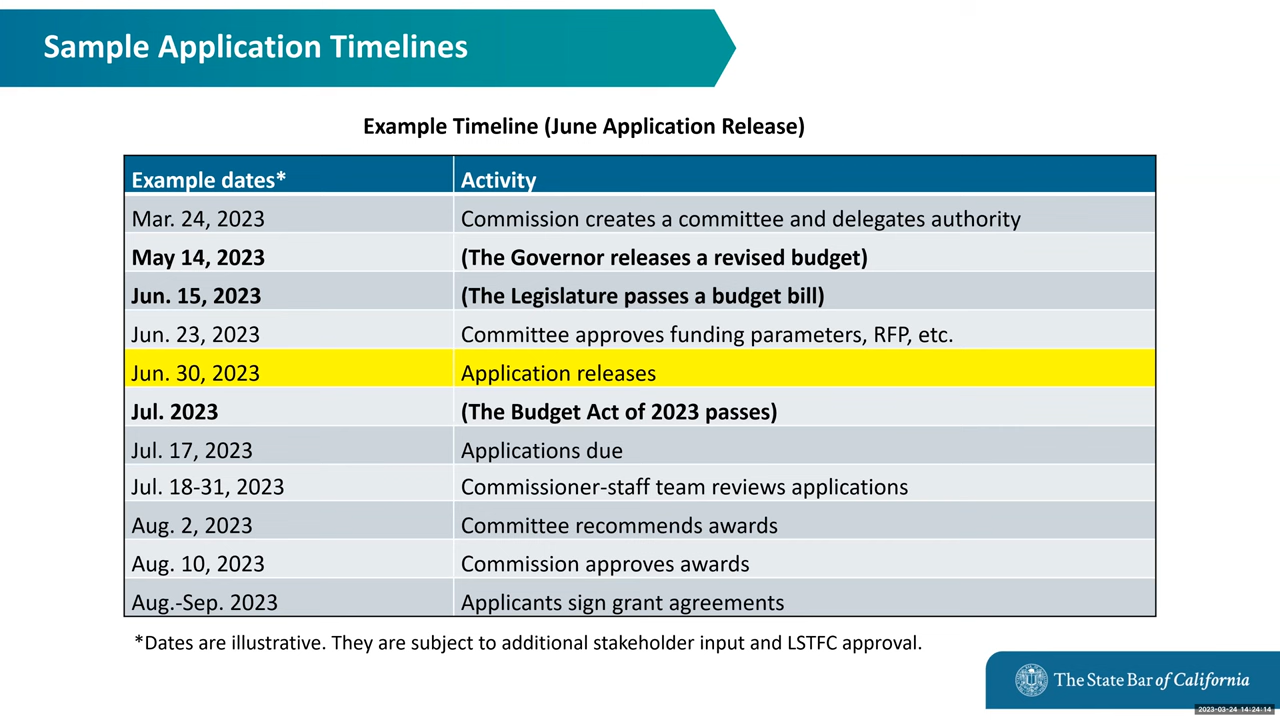 Sample Application Timelines
Example Timeline (June Application Release)
Example dates* Activity
Mar. 24, 2023 Commission creates a committee and delegates authority
May 14, 2023 (The Governor releases a revised budget)
Jun. 15, 2023 (The Legislature passes a budget bill)
Jun. 23, 2023 Committee approves funding parameters, RFP, etc.
Jun. 30, 2023 Application releases
Jul. 2023 (The Budget Act of 2023 passes)
Jul. 17, 2023 Applications due
Jul. 18-31, 2023 Commissioner-staff team reviews applications
Aug. 2, 2023 Committee recommends awards
Aug. 10, 2023 Commission approves awards
Aug.-Sep. 2023 Applicants sign grant agreements
*Dates are illustrative. They are subject to additional stakeholder input and LSTFC approval.
The State Bar of California
2023-03-24 14:24:14